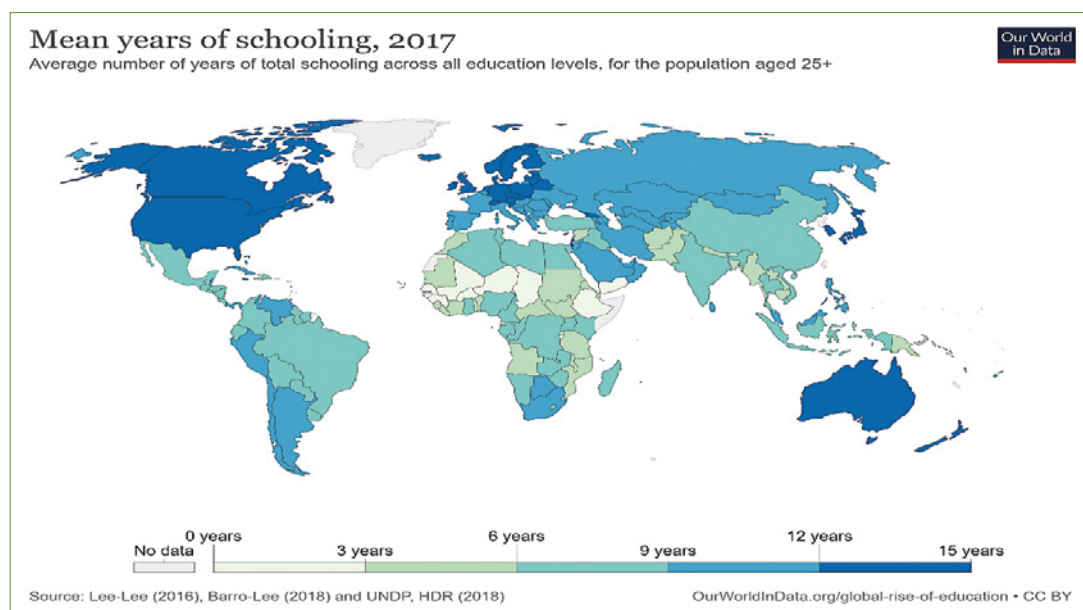 Mean years of schooling, 2017
Average number of years of total schooling across all education levels, for the population aged 25+
Our World
in Data
0 years
6 years
12 years
No data
3 years
9 years
15 years
Source: Lee-Lee (2016), Barro-Lee (2018) and UNDP, HDR (2018)
OurWorldInData.org/global-rise-of-education • CC BY